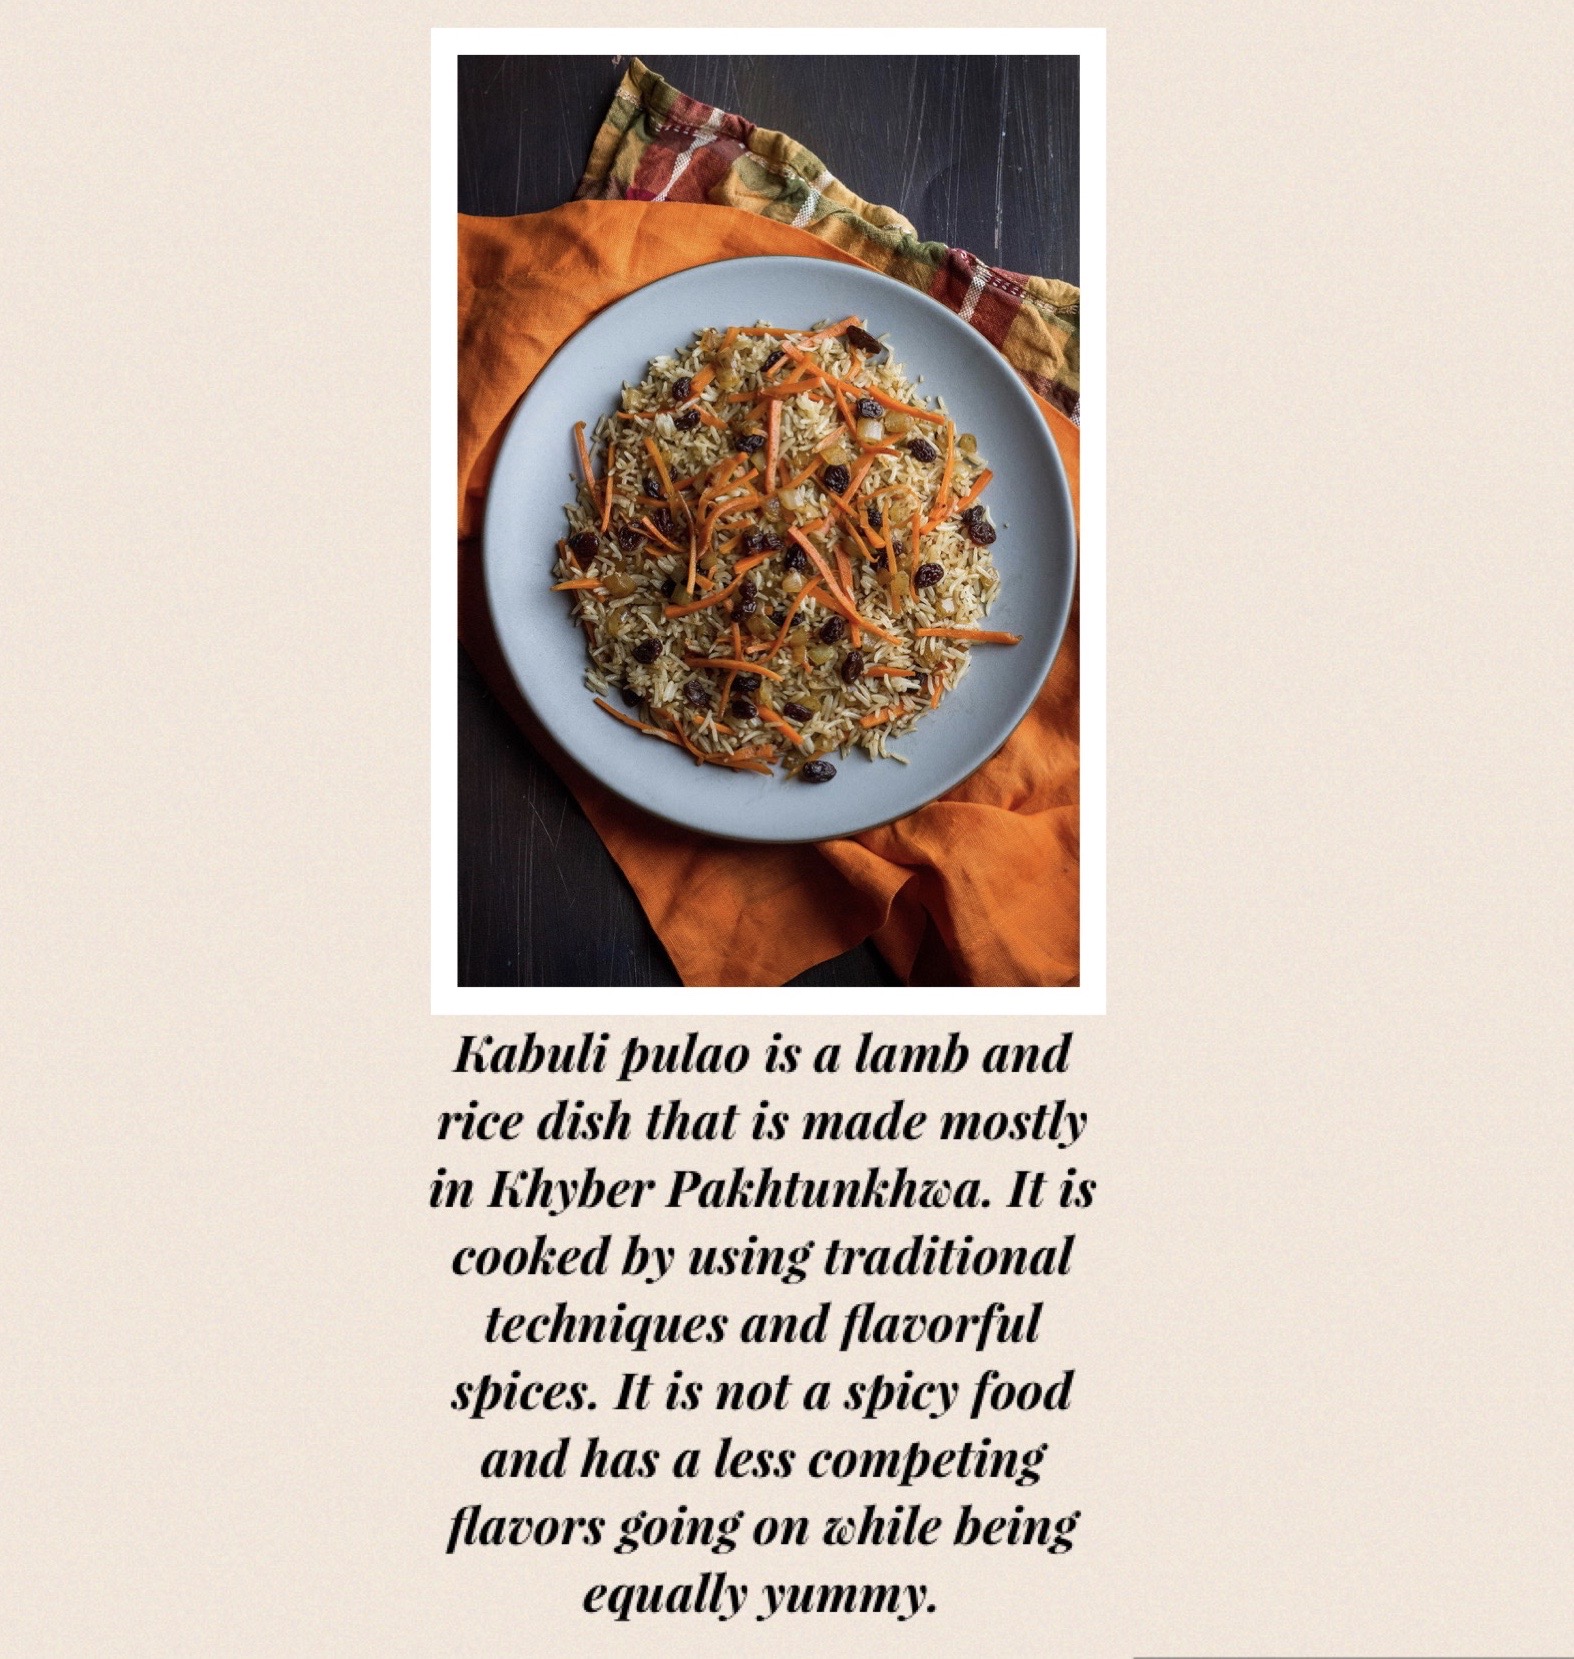 Kabuli pulao is a lamb and
rice dish that is made mostly
in Khyber Pakhtunkhwa. It is
cooked by using traditional
techniques and flavorful
spices. It is not a spicy food
and has a less competing
flavors going on while being
equally yummy.